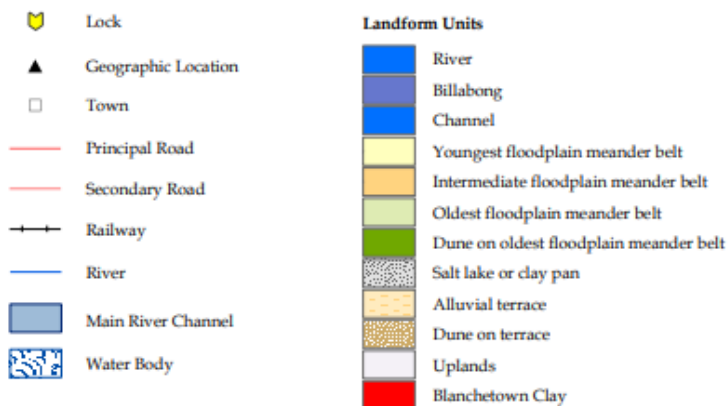 Lock
Geographic Location
Town
Principal Road
Secondary Road
Railway
River
Main River Channel
Water Body
Landform Units
River
Billabong
Channel
Youngest floodplain meander belt
Intermediate floodplain meander belt
Oldest floodplain meander belt
Dune on oldest floodplain meander belt
Salt lake or clay pan
Alluvial terrace
Dune on terrace
Uplands
Blanchetown Clay